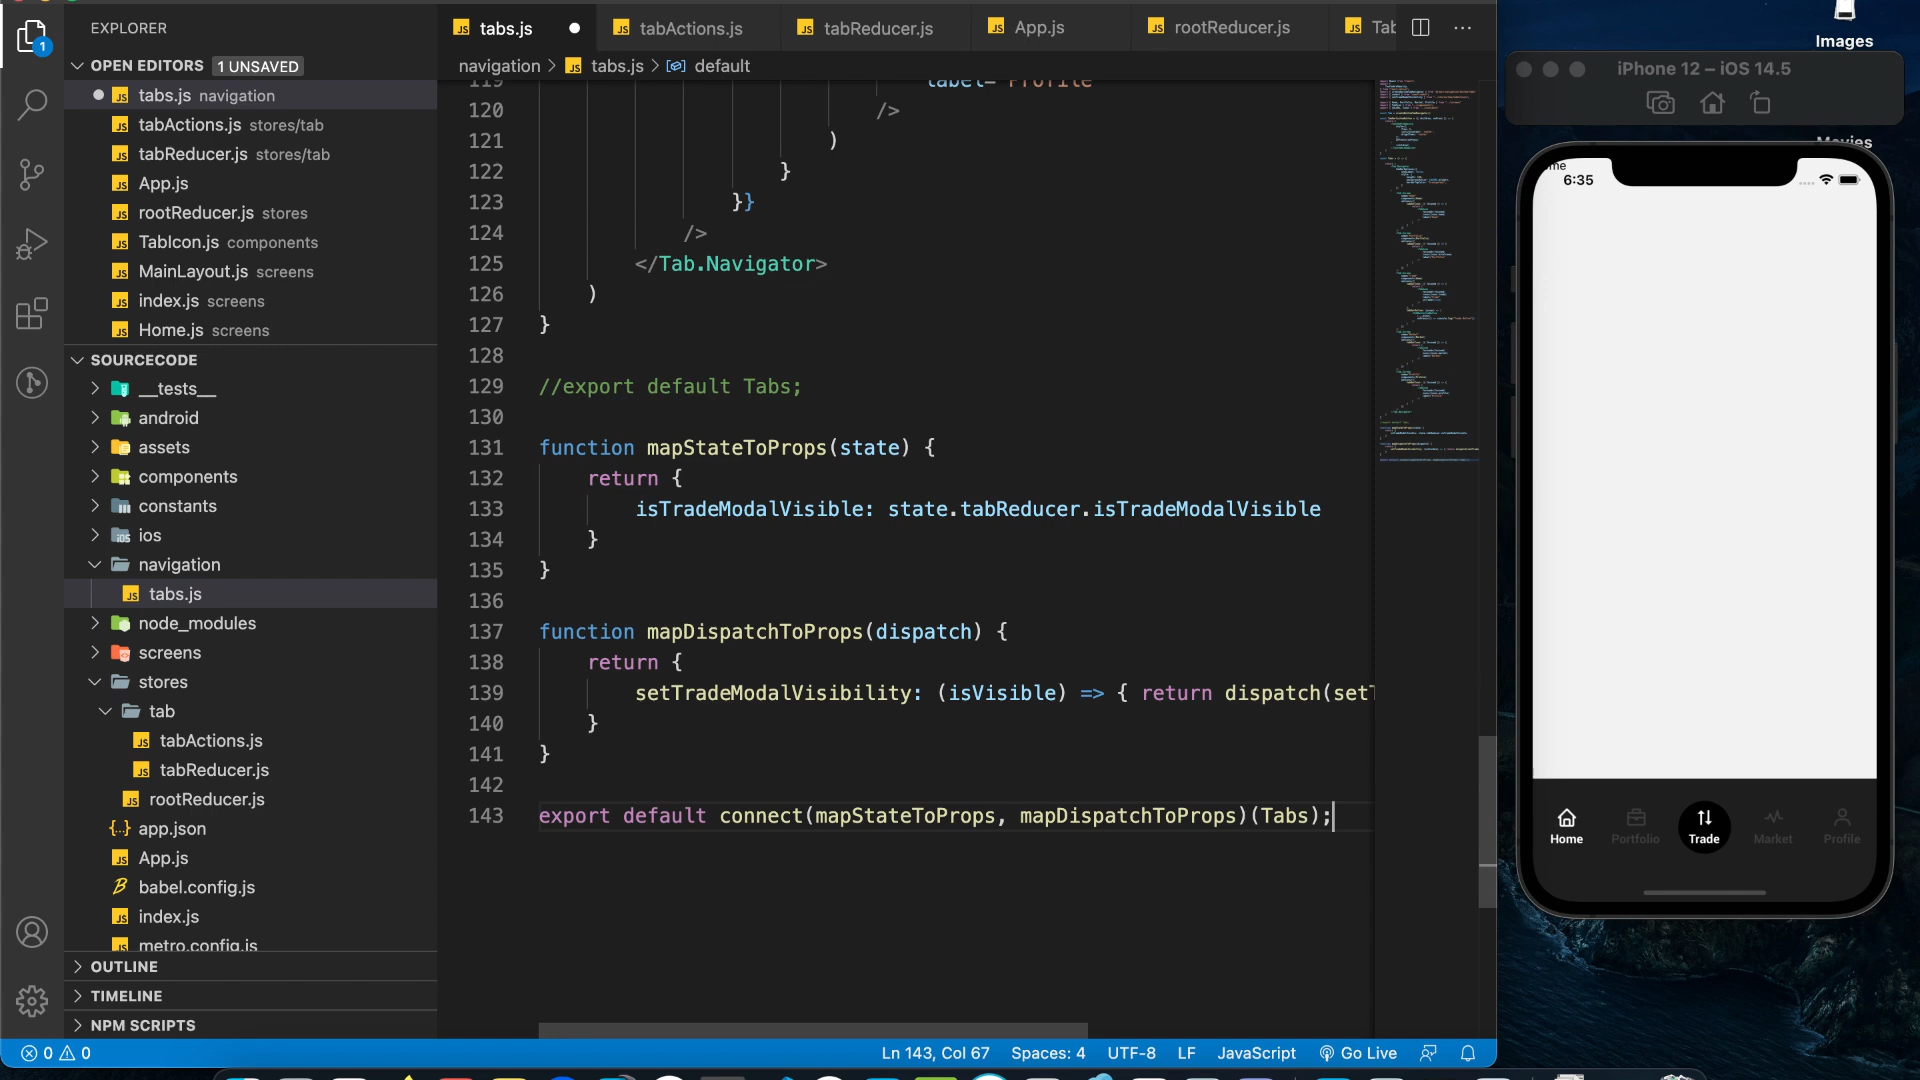 EXPLORER
OPEN EDITORS 1 UNSAVED
tabs.js navigation
tabActions.js stores/tab
tabReducer.js stores/tab
App.js
rootReducer.js stores
TabIcon.js components
MainLayout.js screens
index.js screens
Home.js screens
SOURCECODE
__tests__
android
assets
components
constants
ios
navigation
tabs.js
node_modules
screens
stores
tab
tabActions.js
tabReducer.js
rootReducer.js
app.json
App.js
babel.config.js
index.js
metro.config.js
OUTLINE
TIMELINE
NPM SCRIPTS
tabs.js tabActions.js tabReducer.js App.js rootReducer.js Tab
navigation > tabs.js > default
119 label="Profile"
120 />
121 )
122 }
123 }}
124 />
125 </Tab.Navigator>
126 )
127 }
128
129 //export default Tabs;
130
131 function mapStateToProps(state) {
132 return {
133 isTradeModalVisible: state.tabReducer.isTradeModalVisible
134 }
135 }
136
137 function mapDispatchToProps(dispatch) {
138 return {
139 setTradeModalVisibility: (isVisible) => { return dispatch(setT
140 }
141 }
142
143 export default connect(mapStateToProps, mapDispatchToProps)(Tabs);
0 0 Ln 143, Col 67 Spaces: 4 UTF-8 LF JavaScript Go Live
Images
iPhone 12 – iOS 14.5
Movies
6:35
Home Portfolio Trade Market Profile